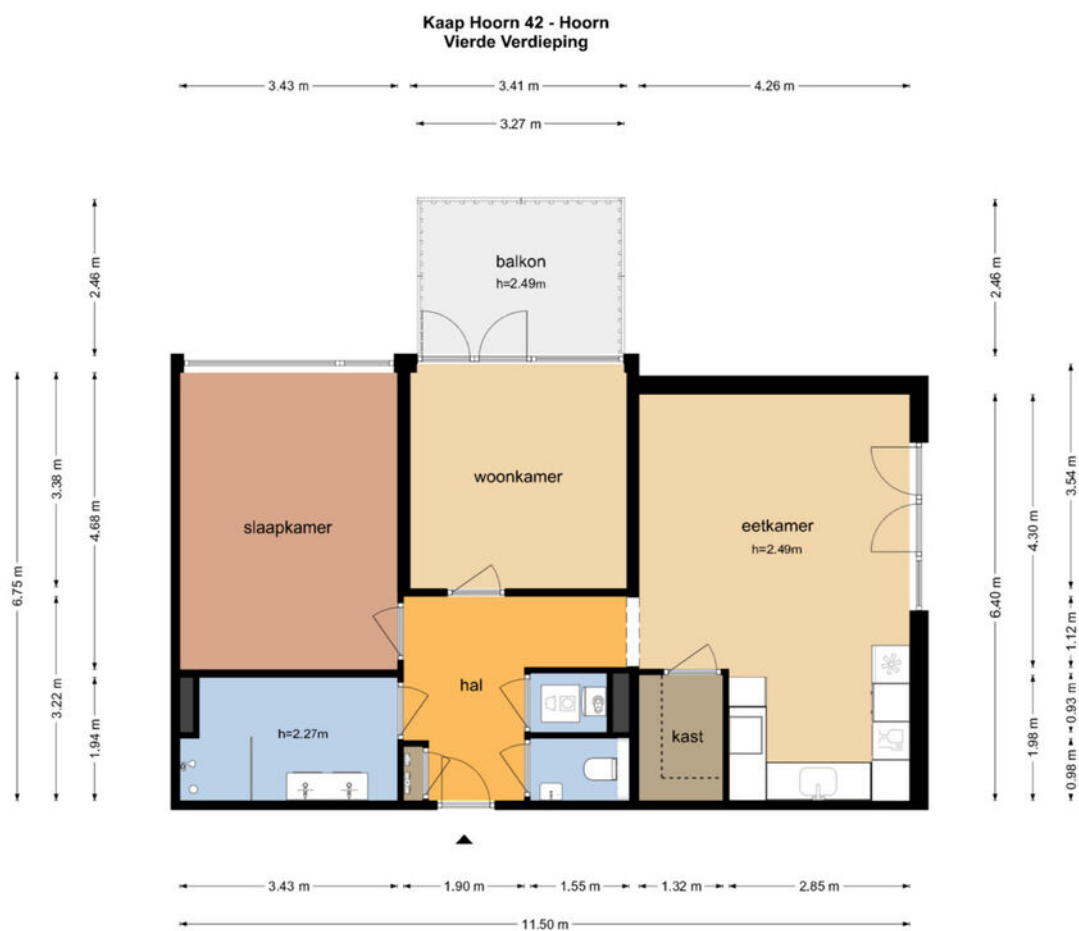 Kaap Hoorn 42 - Hoorn
Vierde Verdieping
3.43 m
3.41 m
4.26 m
3.27 m
2.46 m
2.46 m
balkon
h=2.49m
6.75 m
3.38 m
4.68 m
3.22 m
1.94 m
slaapkamer
woonkamer
eetkamer
h=2.49m
6.40 m
4.30 m
1.98 m
3.54 m
1.12 m
0.93 m
0.98 m
hal
h=2.27m
kast
3.43 m
1.90 m
1.55 m
1.32 m
2.85 m
11.50 m